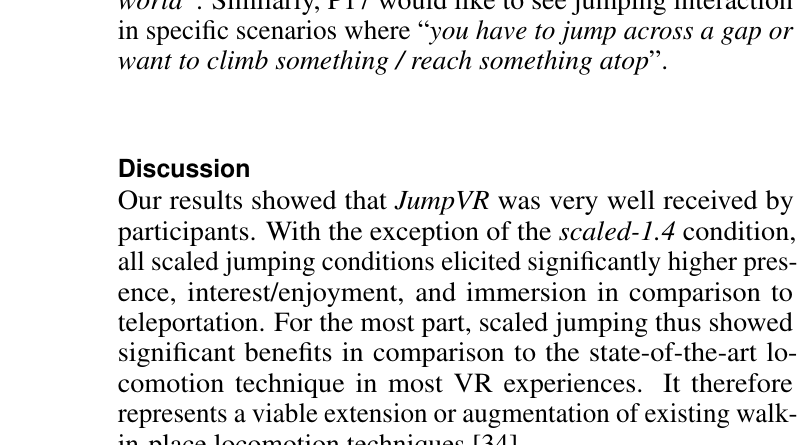 world”. Similarly, P17 would like to see jumping interaction
in specific scenarios where “you have to jump across a gap or
want to climb something / reach something atop”.
Discussion
Our results showed that JumpVR was very well received by
participants. With the exception of the scaled-1.4 condition,
all scaled jumping conditions elicited significantly higher pres-
ence, interest/enjoyment, and immersion in comparison to
teleportation. For the most part, scaled jumping thus showed
significant benefits in comparison to the state-of-the-art lo-
comotion technique in most VR experiences. It therefore
represents a viable extension or augmentation of existing walk-
in-place locomotion techniques [34].